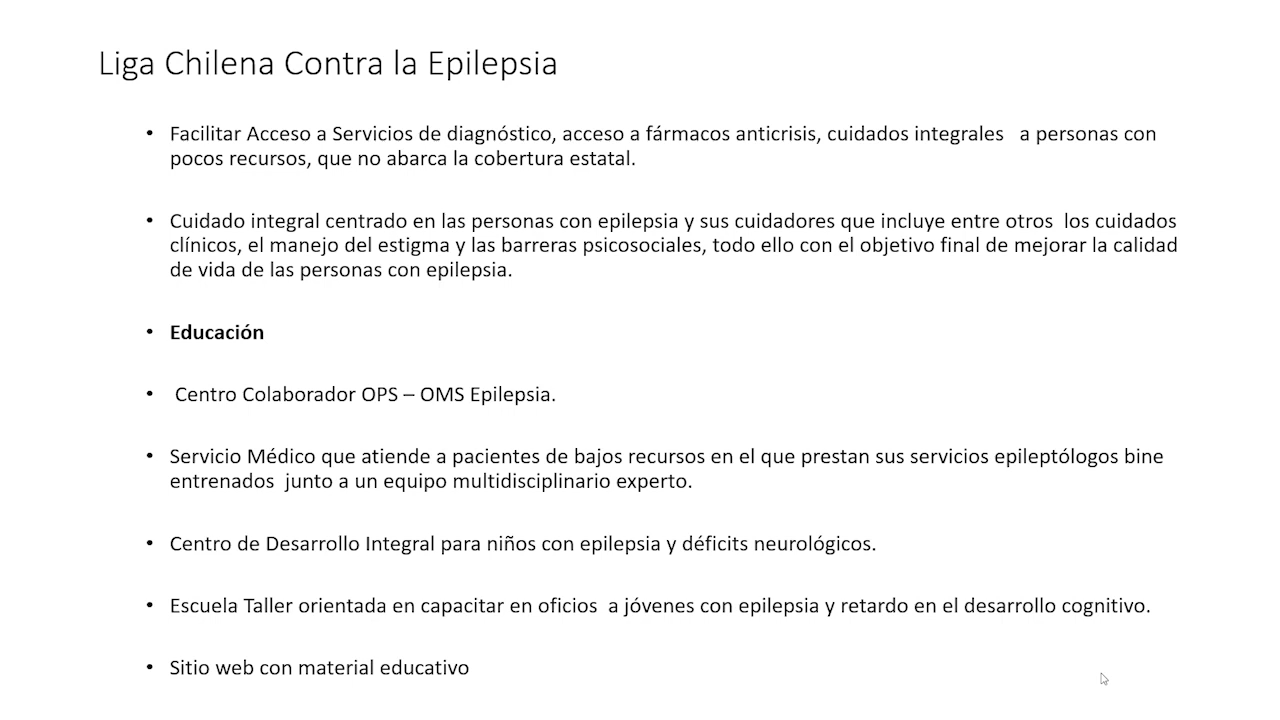 Liga Chilena Contra la Epilepsia
• Facilitar Acceso a Servicios de diagnóstico, acceso a fármacos anticrisis, cuidados integrales   a personas con
pocos recursos, que no abarca la cobertura estatal.
• Cuidado integral centrado en las personas con epilepsia y sus cuidadores que incluye entre otros  los cuidados
clínicos, el manejo del estigma y las barreras psicosociales, todo ello con el objetivo final de mejorar la calidad
de vida de las personas con epilepsia.
• Educación
•  Centro Colaborador OPS – OMS Epilepsia.
• Servicio Médico que atiende a pacientes de bajos recursos en el que prestan sus servicios epileptólogos bine
entrenados  junto a un equipo multidisciplinario experto.
• Centro de Desarrollo Integral para niños con epilepsia y déficits neurológicos.
• Escuela Taller orientada en capacitar en oficios  a jóvenes con epilepsia y retardo en el desarrollo cognitivo.
• Sitio web con material educativo